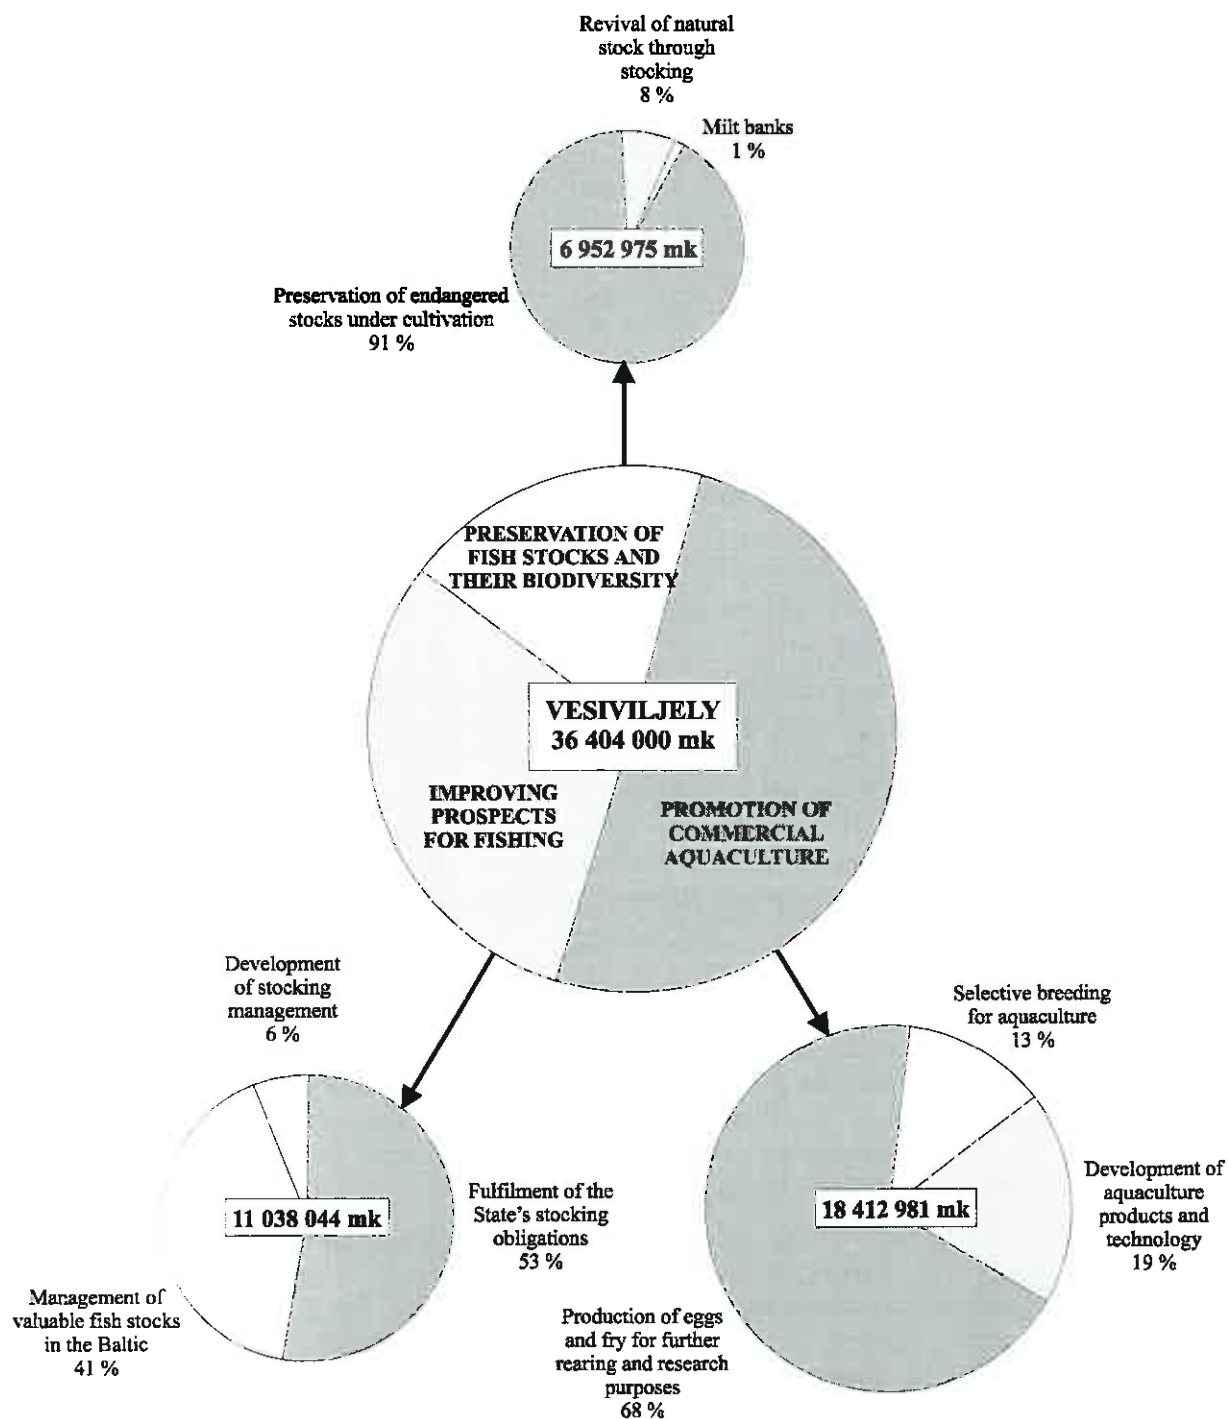 Revival of natural
stock through
stocking
8 %
Milt banks
1 %
6 952 975 mk
Preservation of endangered
stocks under cultivation
91 %
PRESERVATION OF
FISH STOCKS AND
THEIR BIODIVERSITY
VESIVILJELY
36 404 000 mk
IMPROVING
PROSPECTS
FOR FISHING
PROMOTION OF
COMMERCIAL
AQUACULTURE
Development
of stocking
management
6 %
11 038 044 mk
Fulfilment of the
State's stocking
obligations
53 %
Management of
valuable fish stocks
in the Baltic
41 %
Selective breeding
for aquaculture
13 %
18 412 981 mk
Development of
aquaculture
products and
technology
19 %
Production of eggs
and fry for further
rearing and research
purposes
68 %